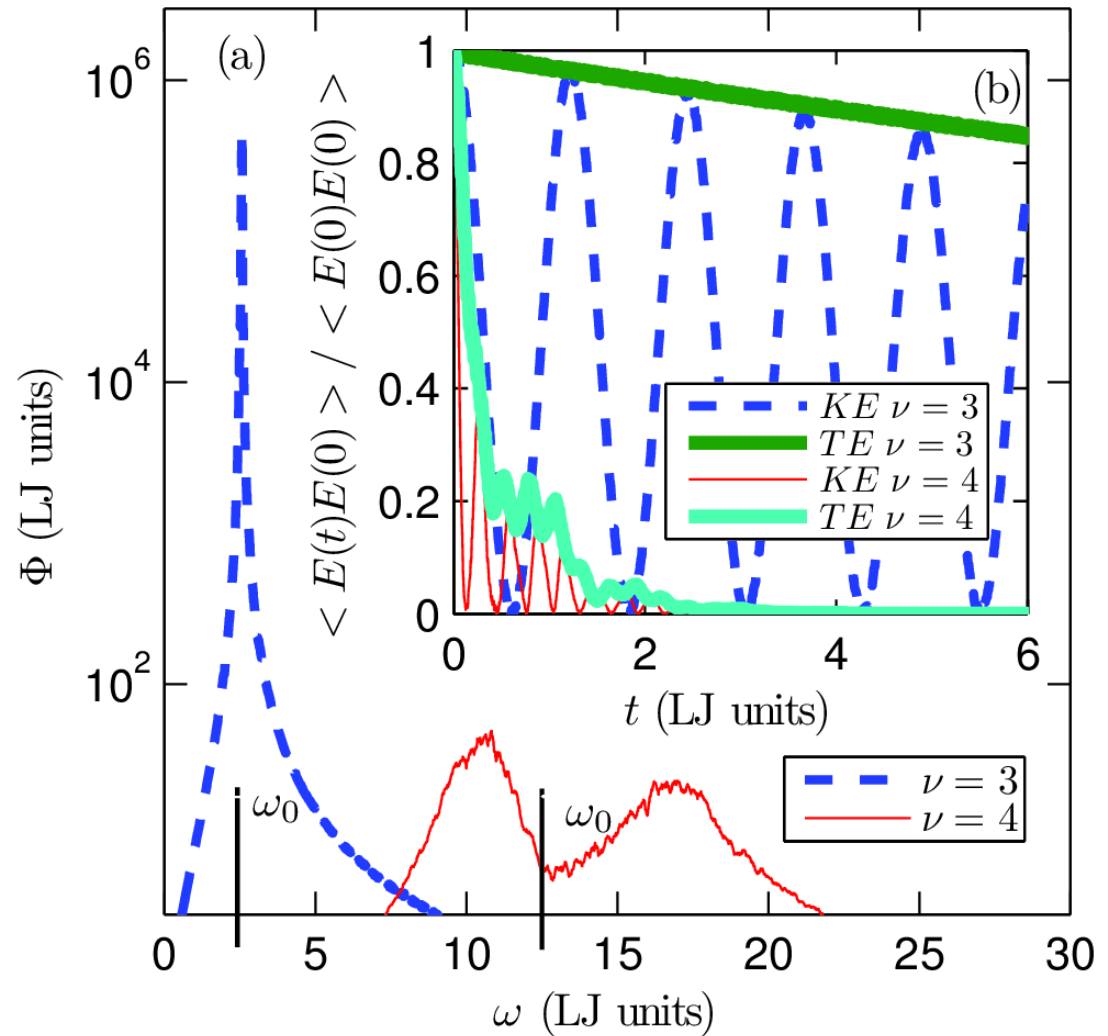 (a)
(b)
Φ (LJ units)
10^6
10^4
10^2
< E(t)E(0) > / < E(0)E(0) >
1
0.8
0.6
0.4
0.2
0
0 2 4 6
t (LJ units)
KE ν = 3
TE ν = 3
KE ν = 4
TE ν = 4
ν = 3
ν = 4
ω₀
ω₀
0 5 10 15 20 25 30
ω (LJ units)